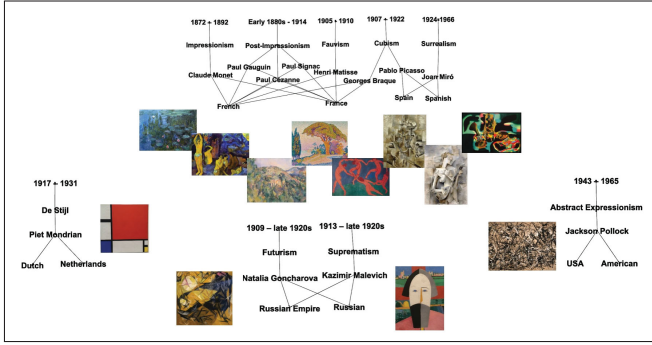 1872 - 1892
Early 1880s - 1914
1905 - 1910
1907 - 1922
1924-1966
Impressionism
Post-Impressionism
Fauvism
Cubism
Surrealism
Paul Gauguin
Paul Signac
Claude Monet
Paul Cézanne
Henri Matisse
Georges Braque
Pablo Picasso
Joan Miró
French
France
Spain
Spanish
1917 - 1931
De Stijl
Piet Mondrian
Dutch
Netherlands
1909 – late 1920s
1913 – late 1920s
Futurism
Suprematism
Natalia Goncharova
Kazimir Malevich
Russian Empire
Russian
1943 - 1965
Abstract Expressionism
Jackson Pollock
USA
American